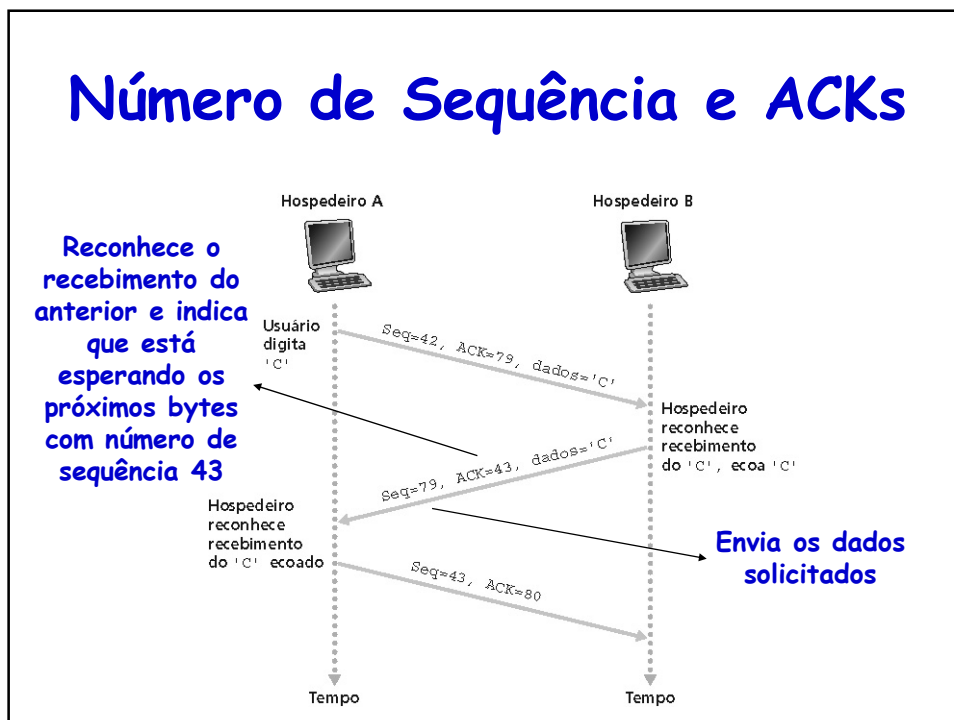 Número de Sequência e ACKs
Hospedeiro A
Hospedeiro B
Reconhece o
recebimento do
anterior e indica
que está
esperando os
próximos bytes
com número de
sequência 43
Usuário
digita
'C'
Seq=42, ACK=79, dados='C'
Hospedeiro
reconhece
recebimento
do 'C', ecoa 'C'
Seq=79, ACK=43, dados='C'
Hospedeiro
reconhece
recebimento
do 'C' ecoado
Envia os dados
solicitados
Seq=43, ACK=80
Tempo
Tempo